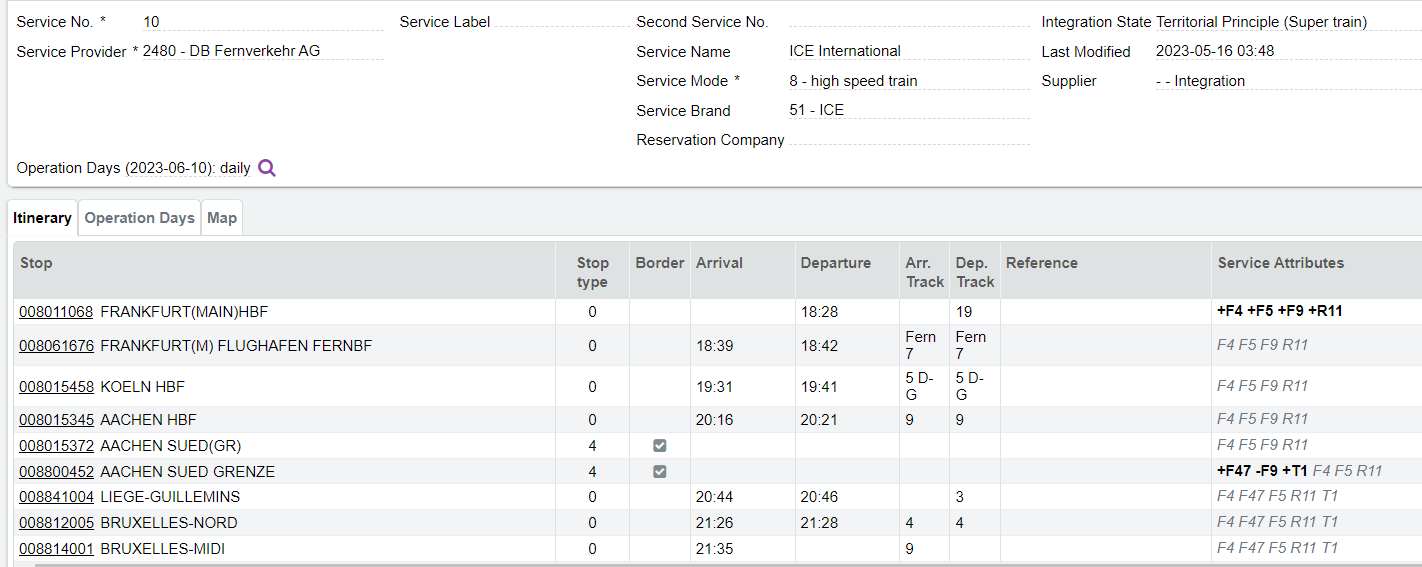 Service No. * 10 Service Label Second Service No. Integration State Territorial Principle (Super train)
Service Provider * 2480 - DB Fernverkehr AG Service Name ICE International Last Modified 2023-05-16 03:48
Service Mode * 8 - high speed train Supplier - - Integration
Service Brand 51 - ICE
Reservation Company
Operation Days (2023-06-10): daily
Itinerary Operation Days Map
Stop Stop type Border Arrival Departure Arr. Track Dep. Track Reference Service Attributes
008011068 FRANKFURT(MAIN)HBF 0 18:28 19 +F4 +F5 +F9 +R11
008061676 FRANKFURT(M) FLUGHAFEN FERNBF 0 18:39 18:42 Fern 7 Fern 7 F4 F5 F9 R11
008015458 KOELN HBF 0 19:31 19:41 5 D-G 5 D-G F4 F5 F9 R11
008015345 AACHEN HBF 0 20:16 20:21 9 9 F4 F5 F9 R11
008015372 AACHEN SUED(GR) 4 F4 F5 F9 R11
008800452 AACHEN SUED GRENZE 4 +F47 -F9 +T1 F4 F5 R11
008841004 LIEGE-GUILLEMINS 0 20:44 20:46 3 F4 F47 F5 R11 T1
008812005 BRUXELLES-NORD 0 21:26 21:28 4 4 F4 F47 F5 R11 T1
008814001 BRUXELLES-MIDI 0 21:35 9 F4 F47 F5 R11 T1